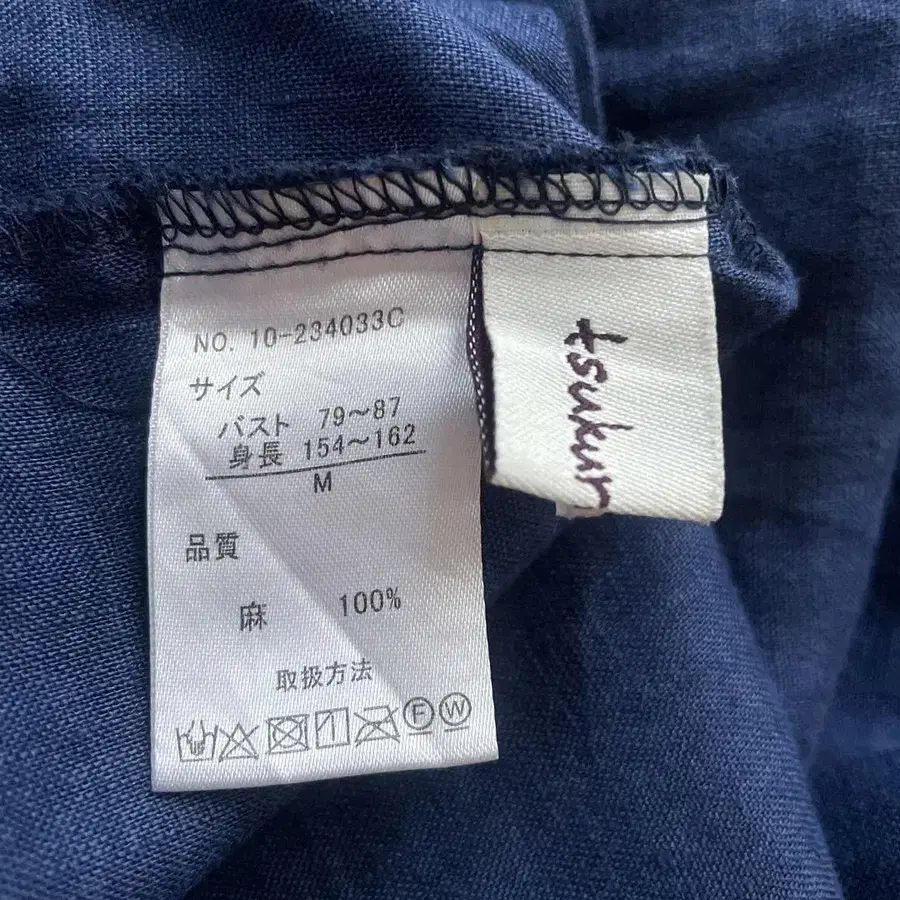 NO. 10-234033C
サイズ
バスト 79〜87
身長 154〜162
M
品質
麻 100%
取扱方法
F W
tsukur